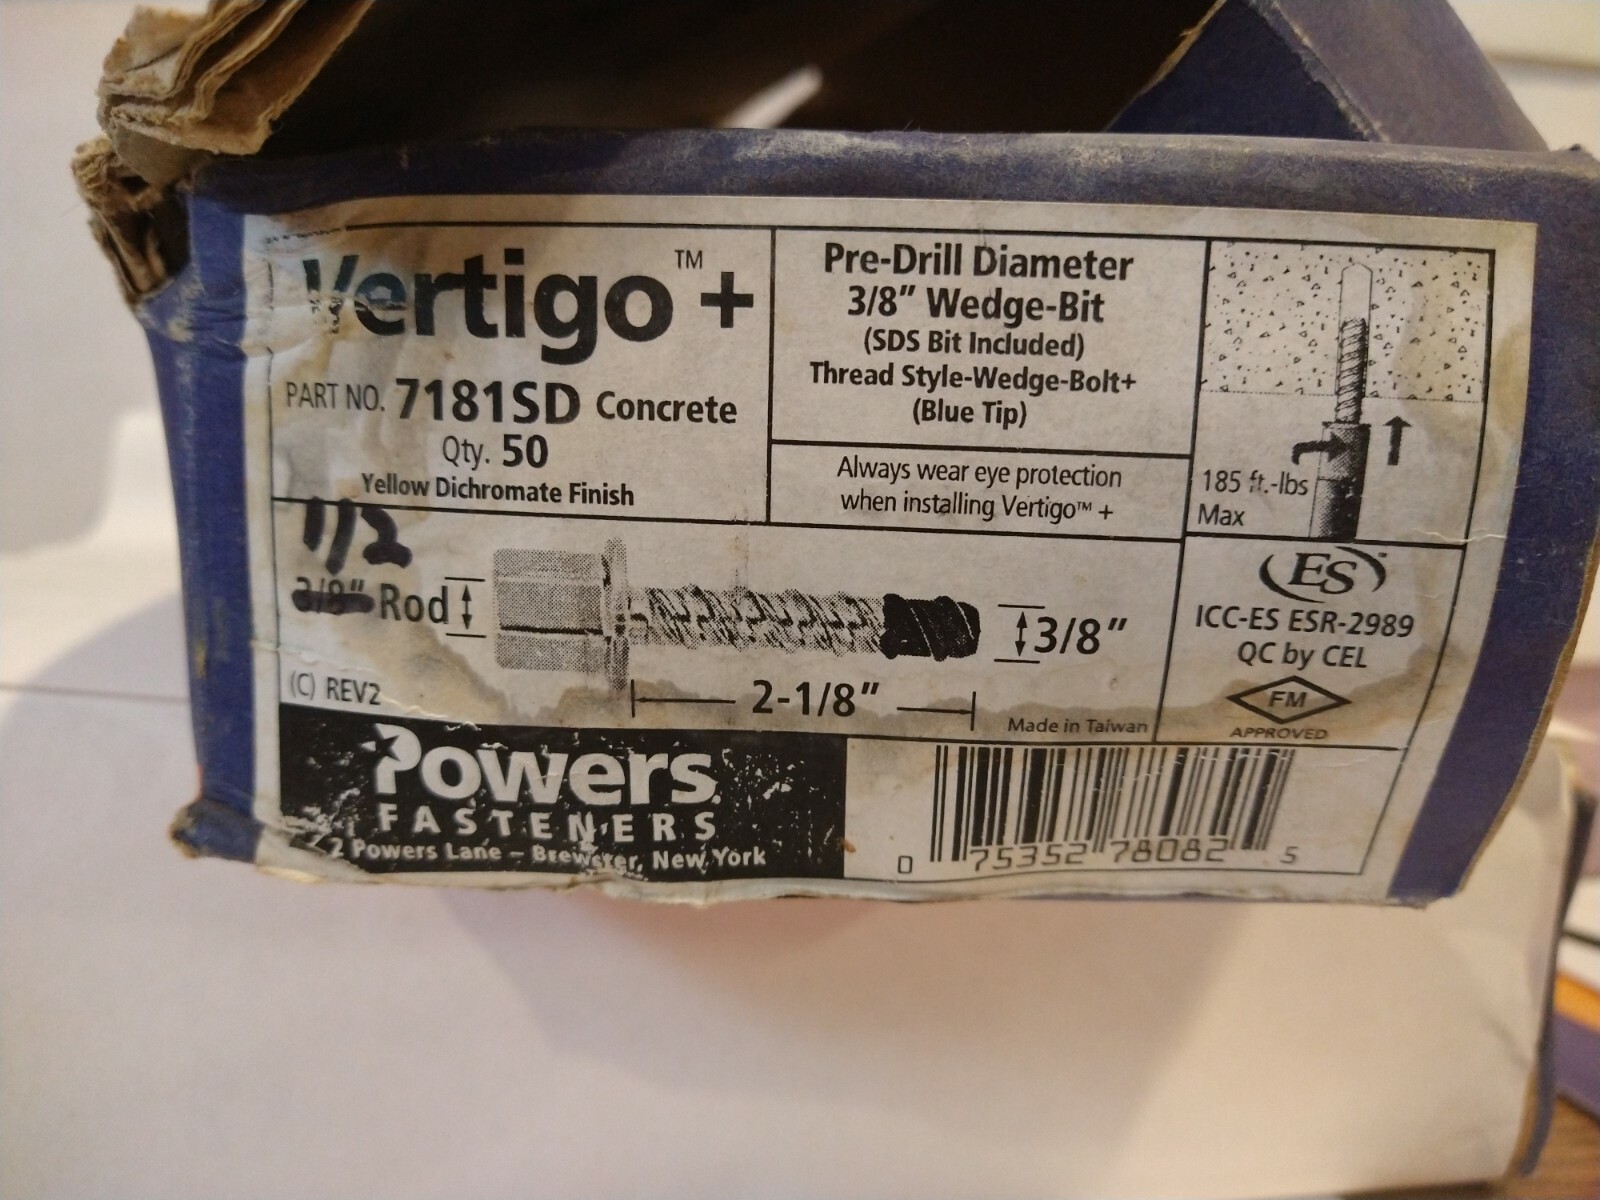 Vertigo™+
PART NO. 7181SD Concrete
Qty. 50
Yellow Dichromate Finish
Pre-Drill Diameter
3/8" Wedge-Bit
(SDS Bit Included)
Thread Style-Wedge-Bolt+
(Blue Tip)
Always wear eye protection
when installing Vertigo™ +
185 ft.-lbs
Max
1/2
3/8" Rod
3/8"
2-1/8"
(C) REV2
Made in Taiwan
ES™
ICC-ES ESR-2989
QC by CEL
FM
APPROVED
Powers
FASTENERS
2 Powers Lane – Brewster, New York
0 75352 78082 5